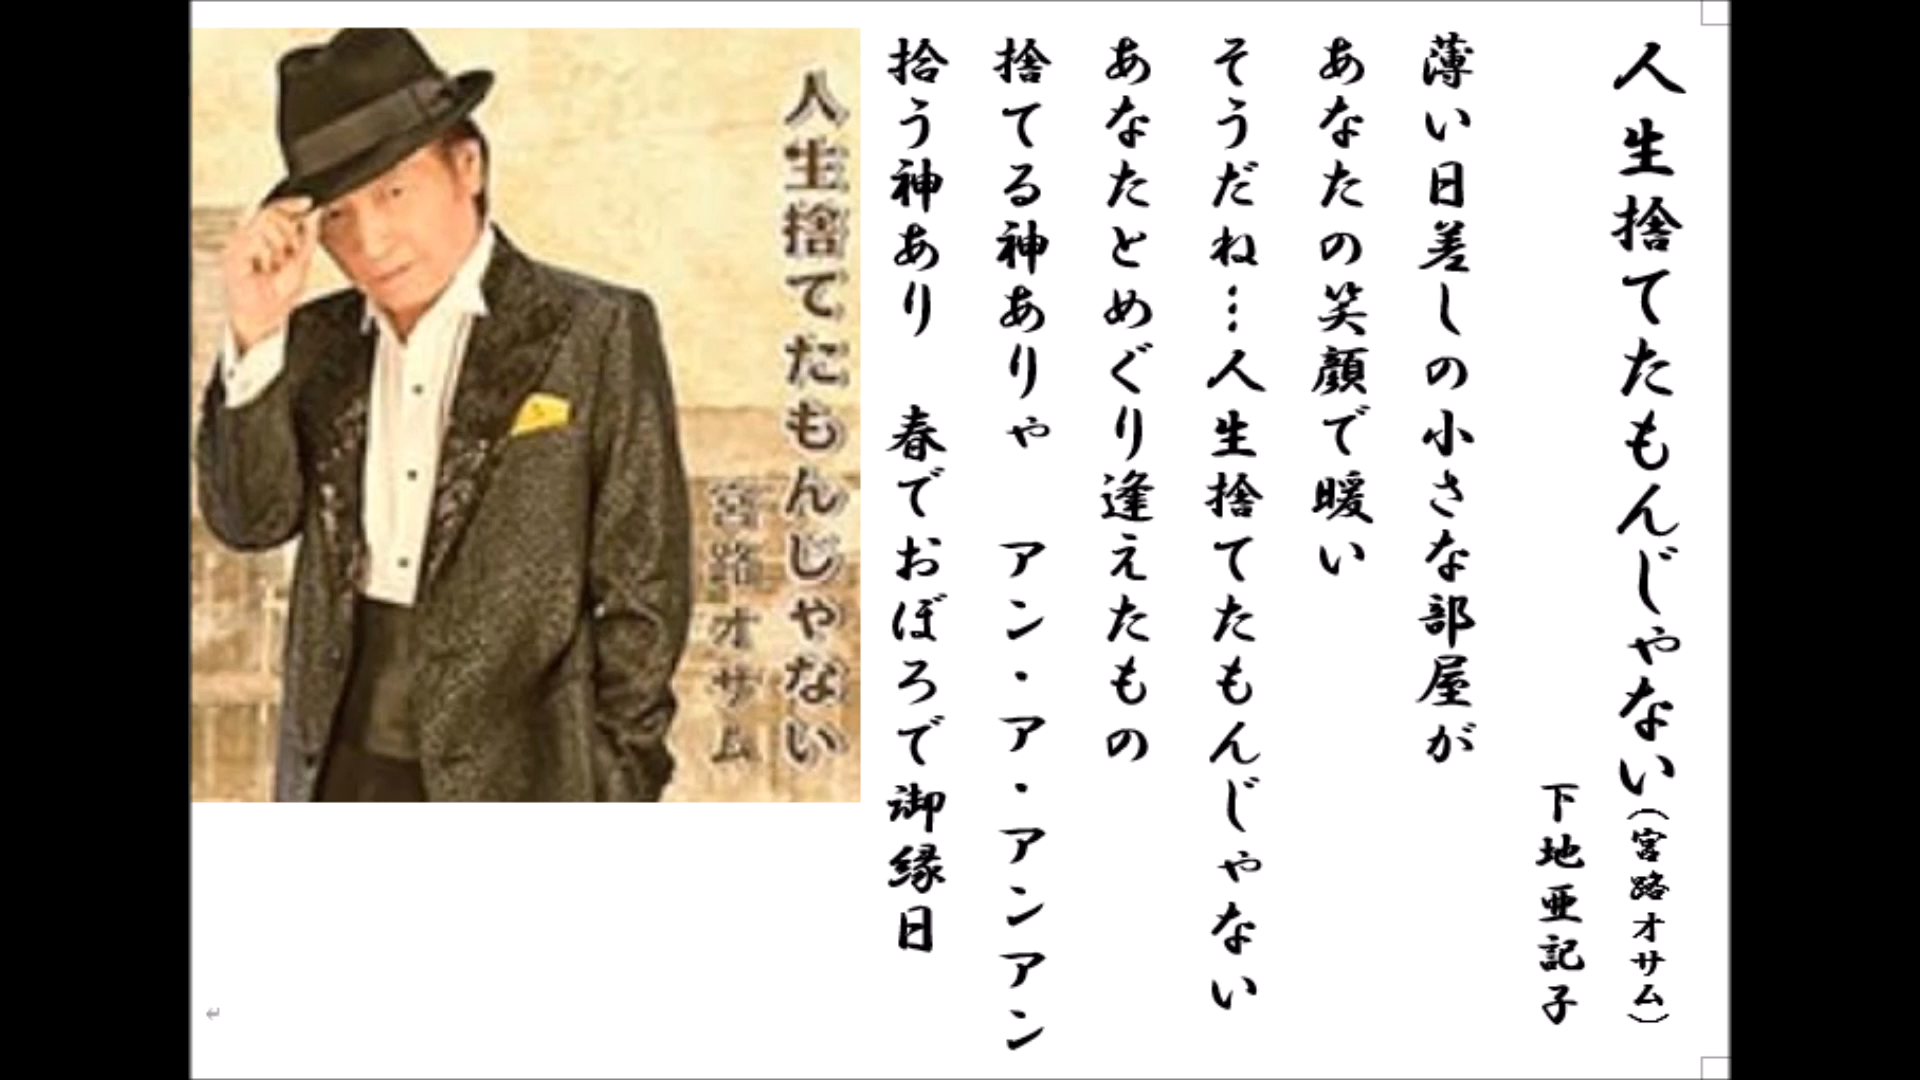 人生捨てたもんじゃない（宮路オサム）
下地亜記子
薄い日差しの小さな部屋が
あなたの笑顔で暖い
そうだね…人生捨てたもんじゃない
あなたとめぐり逢えたもの
捨てる神ありゃ　アン・ア・アンアン
拾う神あり　春でおぼろで御縁日
人生捨てたもんじゃない
宮路オサム